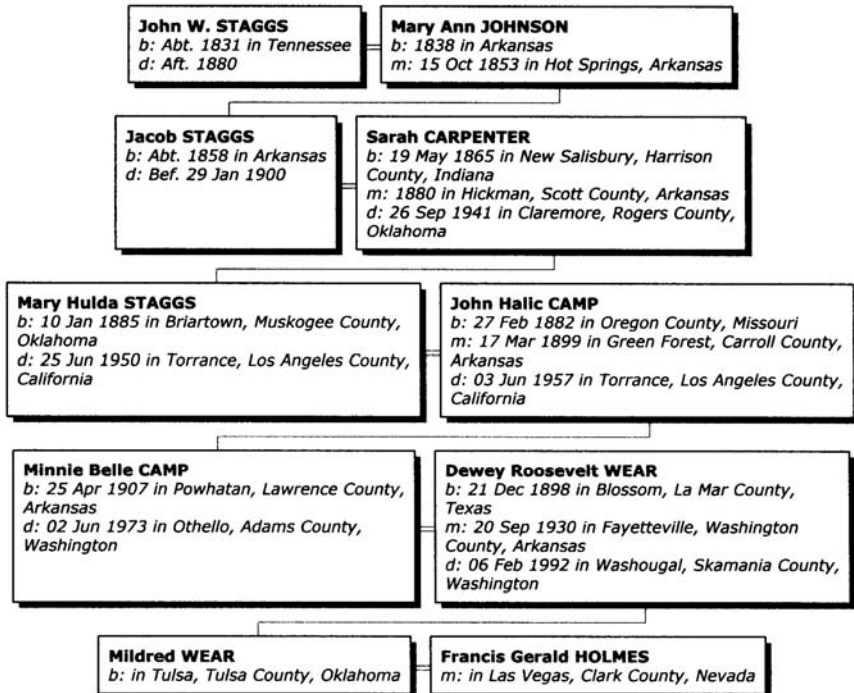 John W. STAGGS
b: Abt. 1831 in Tennessee
d: Aft. 1880
Mary Ann JOHNSON
b: 1838 in Arkansas
m: 15 Oct 1853 in Hot Springs, Arkansas
Jacob STAGGS
b: Abt. 1858 in Arkansas
d: Bef. 29 Jan 1900
Sarah CARPENTER
b: 19 May 1865 in New Salisbury, Harrison
County, Indiana
m: 1880 in Hickman, Scott County, Arkansas
d: 26 Sep 1941 in Claremore, Rogers County,
Oklahoma
Mary Hulda STAGGS
b: 10 Jan 1885 in Briartown, Muskogee County,
Oklahoma
d: 25 Jun 1950 in Torrance, Los Angeles County,
California
John Halic CAMP
b: 27 Feb 1882 in Oregon County, Missouri
m: 17 Mar 1899 in Green Forest, Carroll County,
Arkansas
d: 03 Jun 1957 in Torrance, Los Angeles County,
California
Minnie Belle CAMP
b: 25 Apr 1907 in Powhatan, Lawrence County,
Arkansas
d: 02 Jun 1973 in Othello, Adams County,
Washington
Dewey Roosevelt WEAR
b: 21 Dec 1898 in Blossom, La Mar County,
Texas
m: 20 Sep 1930 in Fayetteville, Washington
County, Arkansas
d: 06 Feb 1992 in Washougal, Skamania County,
Washington
Mildred WEAR
b: in Tulsa, Tulsa County, Oklahoma
Francis Gerald HOLMES
m: in Las Vegas, Clark County, Nevada